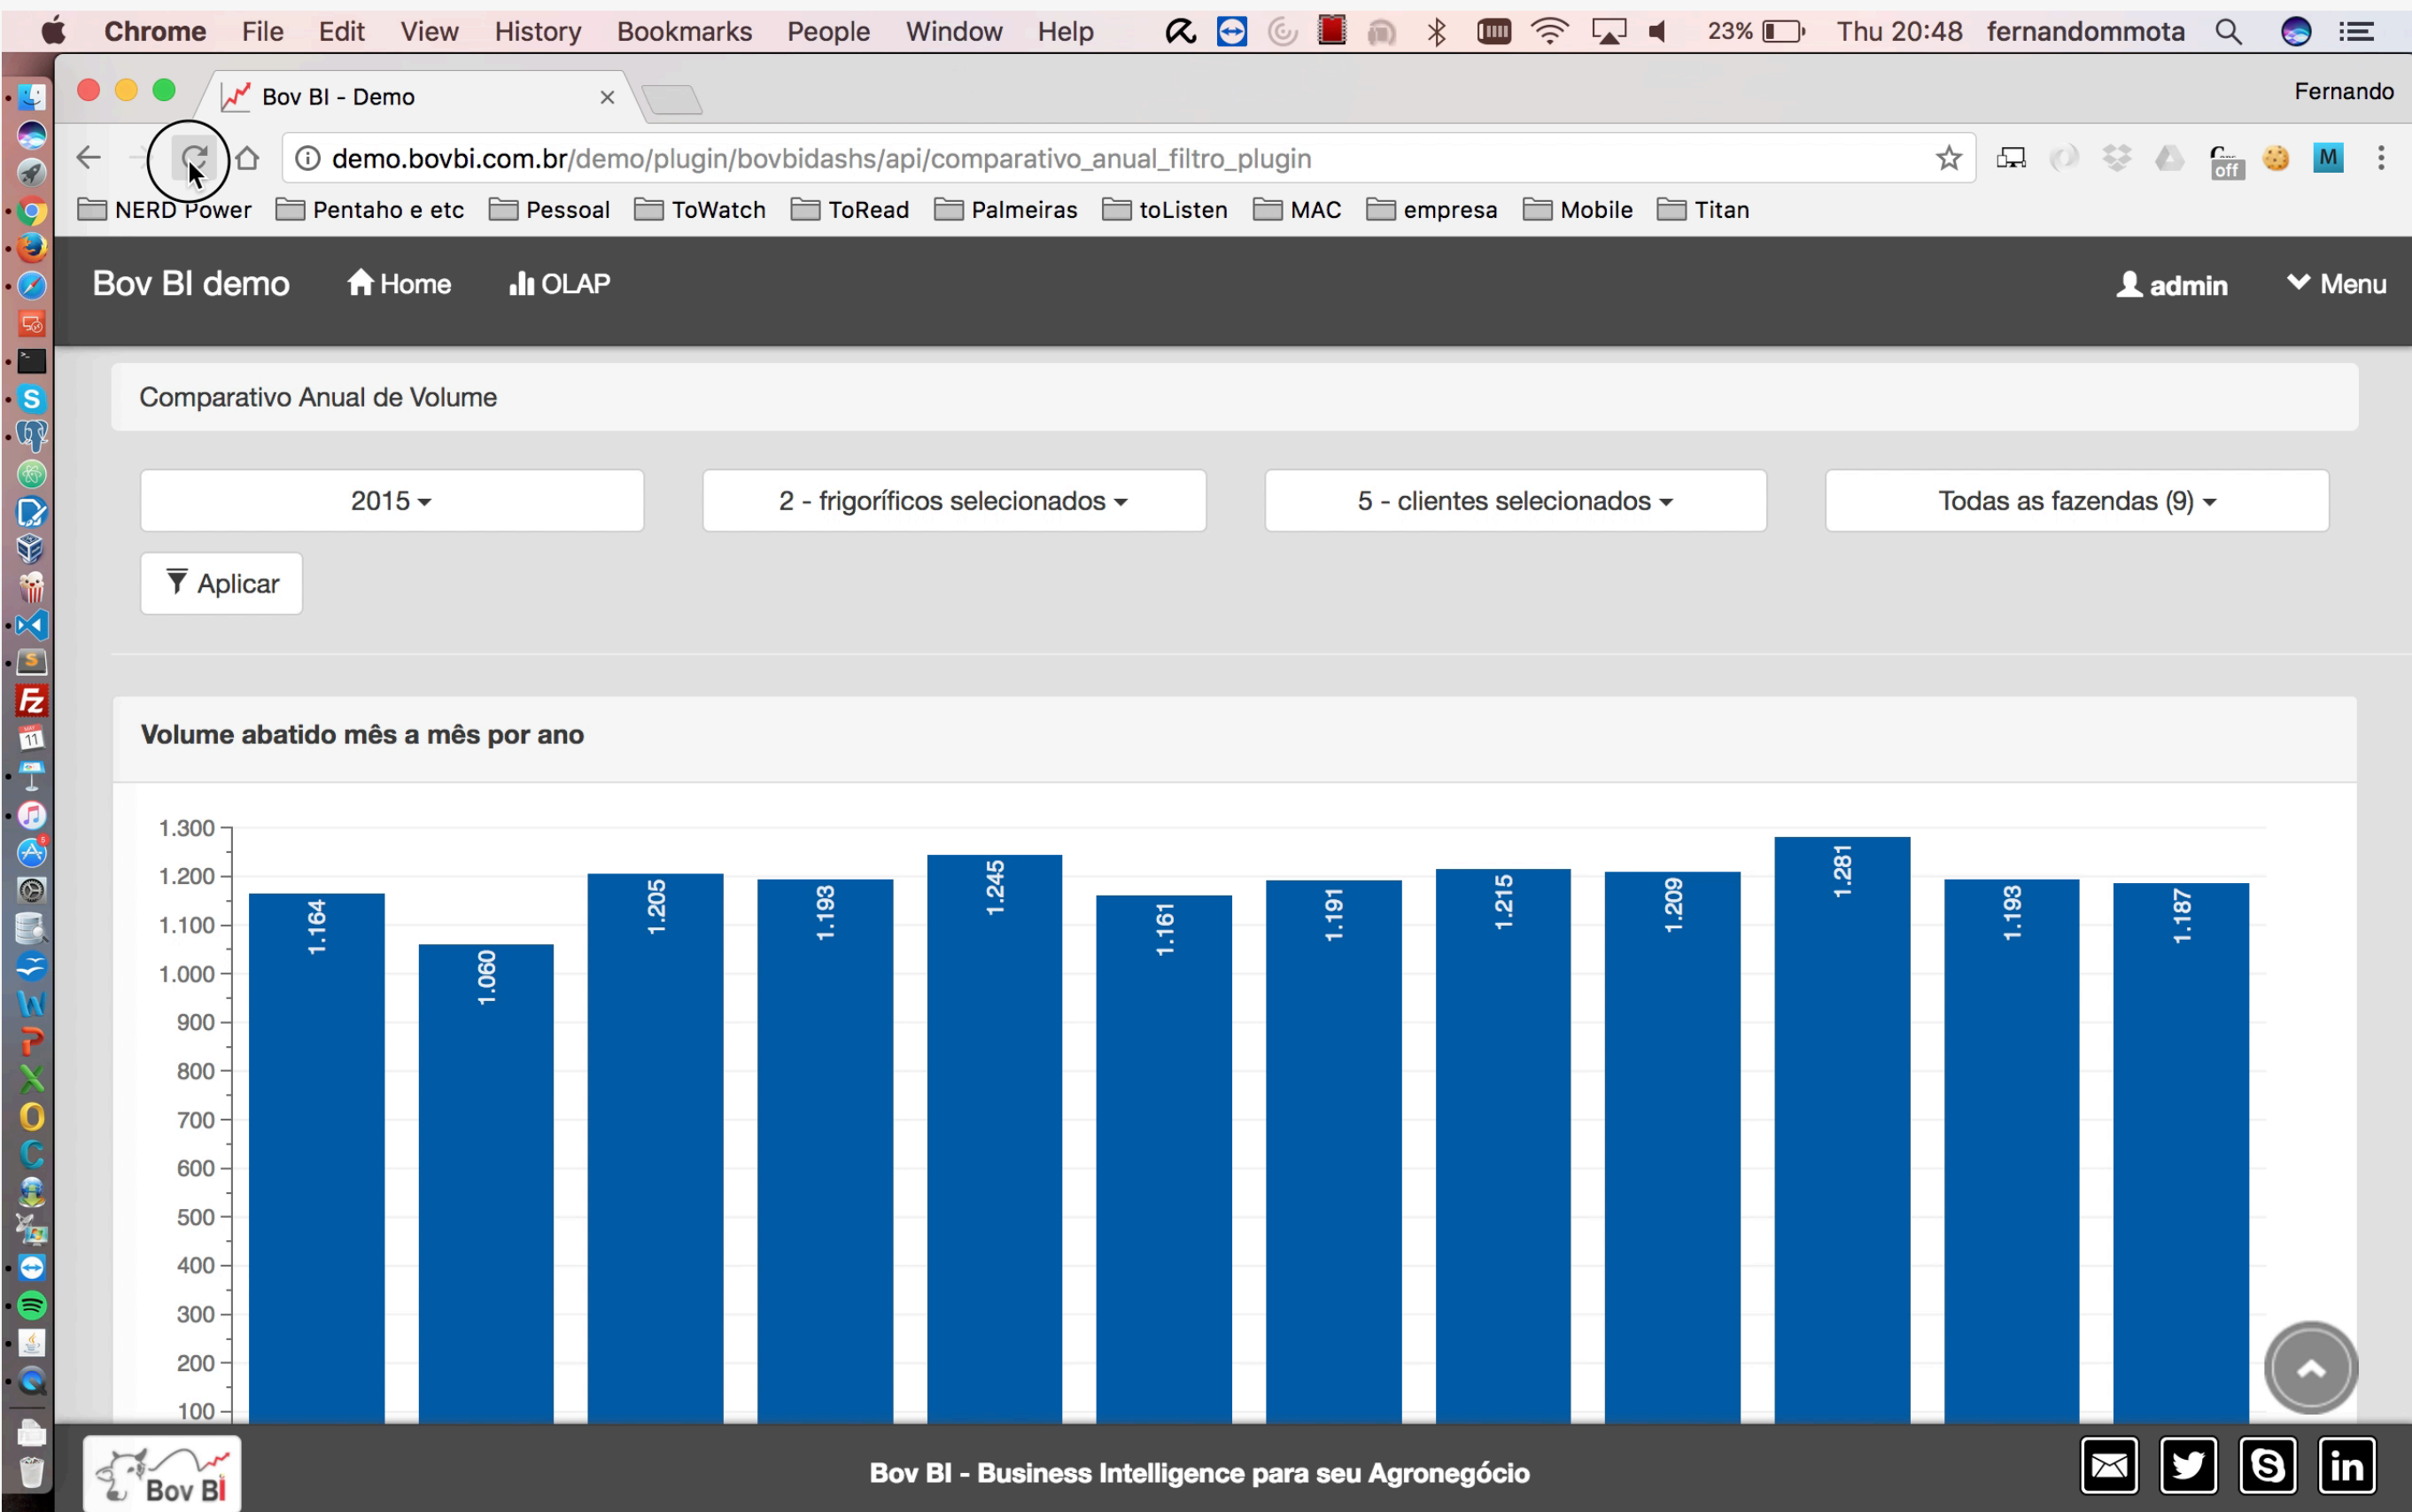 Chrome File Edit View History Bookmarks People Window Help 23% Thu 20:48 fernandommota
Bov BI - Demo Fernando
demo.bovbi.com.br/demo/plugin/bovbidashs/api/comparativo_anual_filtro_plugin off M
NERD Power Pentaho e etc Pessoal ToWatch ToRead Palmeiras toListen MAC empresa Mobile Titan
Bov BI demo Home OLAP admin Menu
Comparativo Anual de Volume
2015 2 - frigoríficos selecionados 5 - clientes selecionados Todas as fazendas (9)
Aplicar
Volume abatido mês a mês por ano
1.300
1.200
1.100
1.000
900
800
700
600
500
400
300
200
100
1.164 1.060 1.205 1.193 1.245 1.161 1.191 1.215 1.209 1.281 1.193 1.187
Bov BI
Bov BI - Business Intelligence para seu Agronegócio